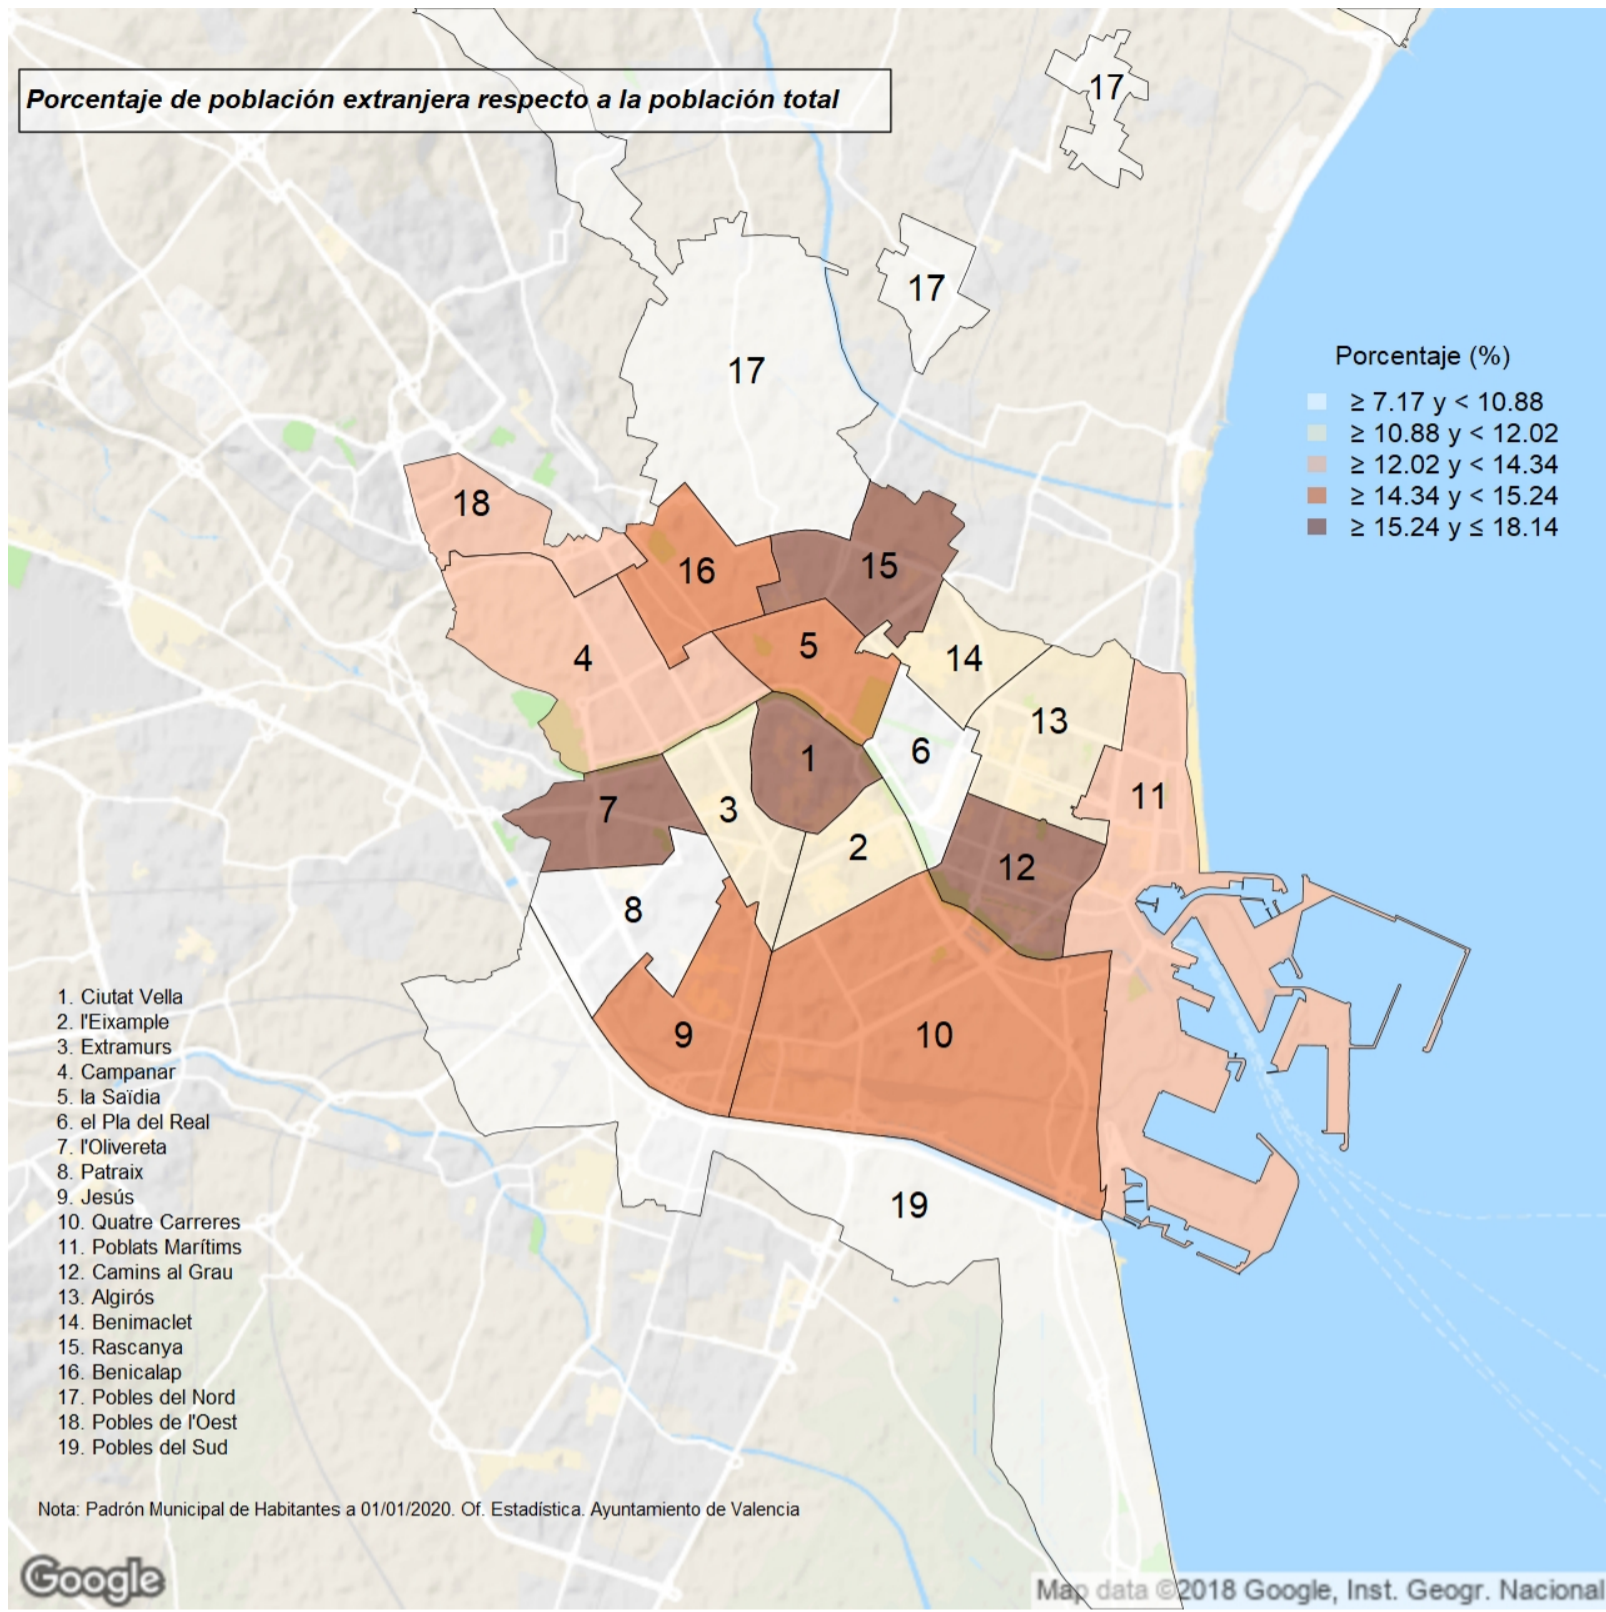 Porcentaje de población extranjera respecto a la población total
17
17
17
Porcentaje (%)
≥ 7.17 y < 10.88
≥ 10.88 y < 12.02
≥ 12.02 y < 14.34
≥ 14.34 y < 15.24
≥ 15.24 y ≤ 18.14
18
16
15
5
4
14
13
6
1
11
7
3
2
12
8
9
10
19
1. Ciutat Vella
2. l'Eixample
3. Extramurs
4. Campanar
5. la Saïdia
6. el Pla del Real
7. l'Olivereta
8. Patraix
9. Jesús
10. Quatre Carreres
11. Poblats Marítims
12. Camins al Grau
13. Algirós
14. Benimaclet
15. Rascanya
16. Benicalap
17. Pobles del Nord
18. Pobles de l'Oest
19. Pobles del Sud
Nota: Padrón Municipal de Habitantes a 01/01/2020. Of. Estadística. Ayuntamiento de Valencia
Google
Map data ©2018 Google, Inst. Geogr. Nacional